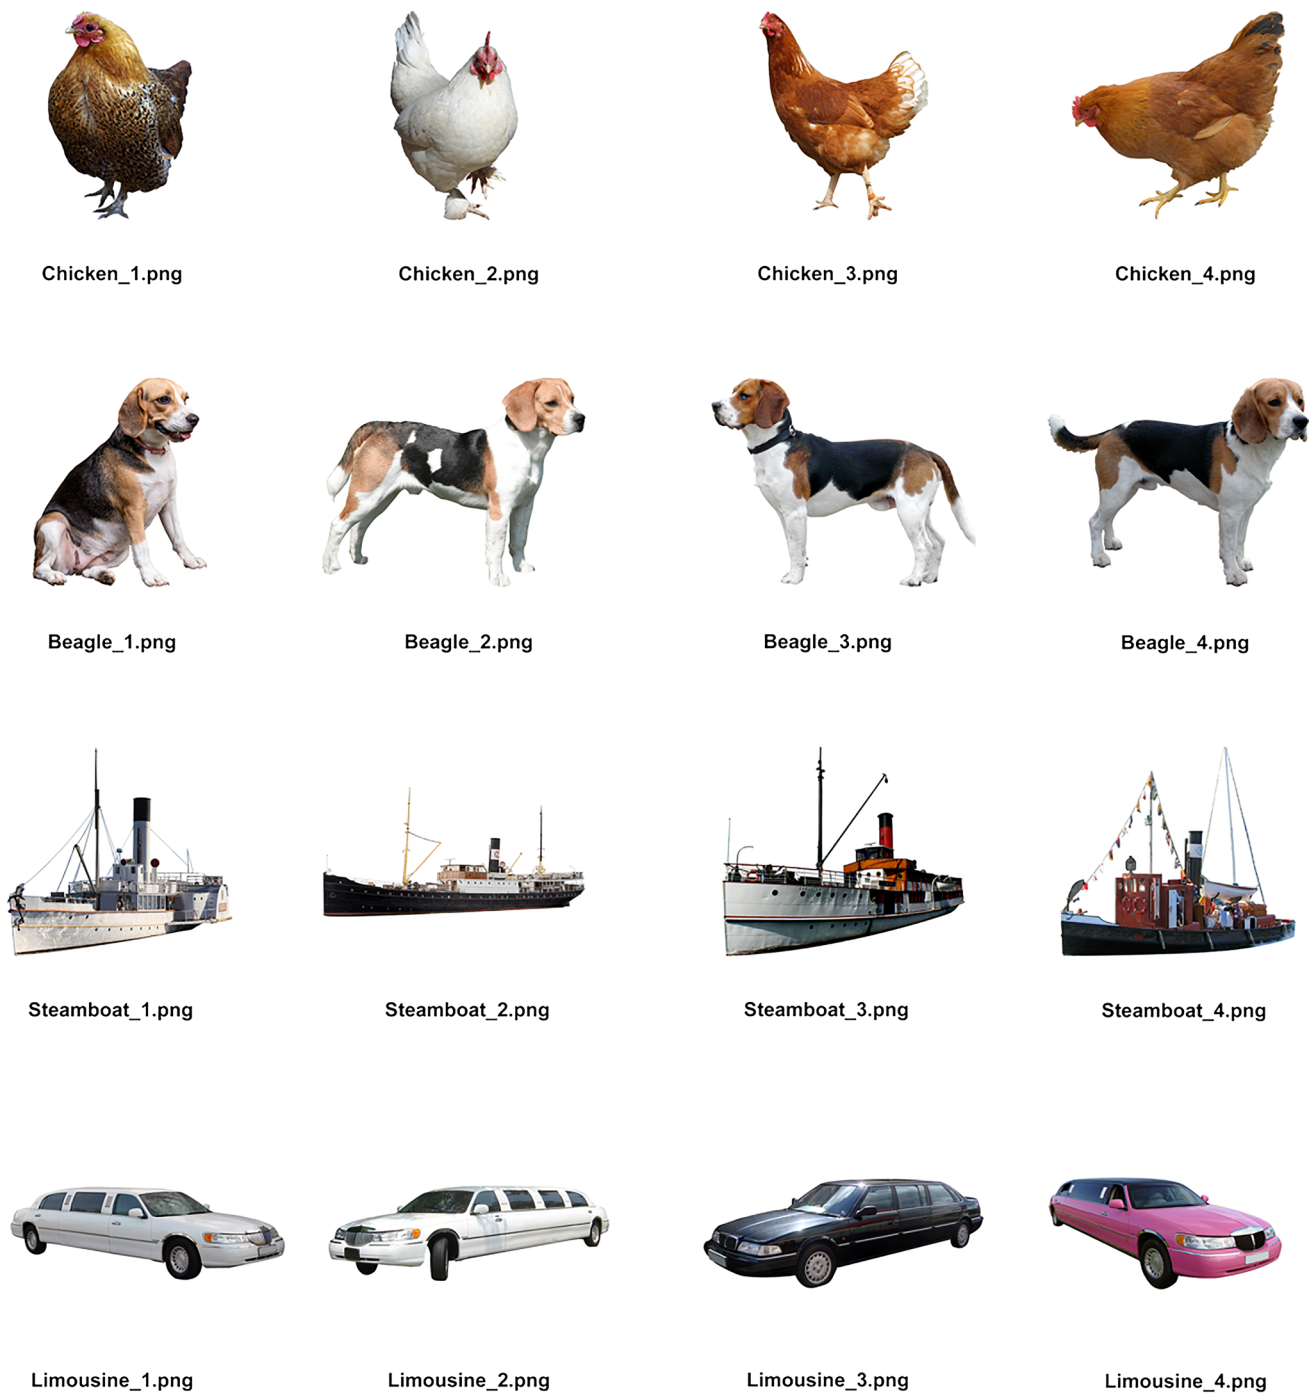 Chicken_1.png
Chicken_2.png
Chicken_3.png
Chicken_4.png
Beagle_1.png
Beagle_2.png
Beagle_3.png
Beagle_4.png
Steamboat_1.png
Steamboat_2.png
Steamboat_3.png
Steamboat_4.png
Limousine_1.png
Limousine_2.png
Limousine_3.png
Limousine_4.png